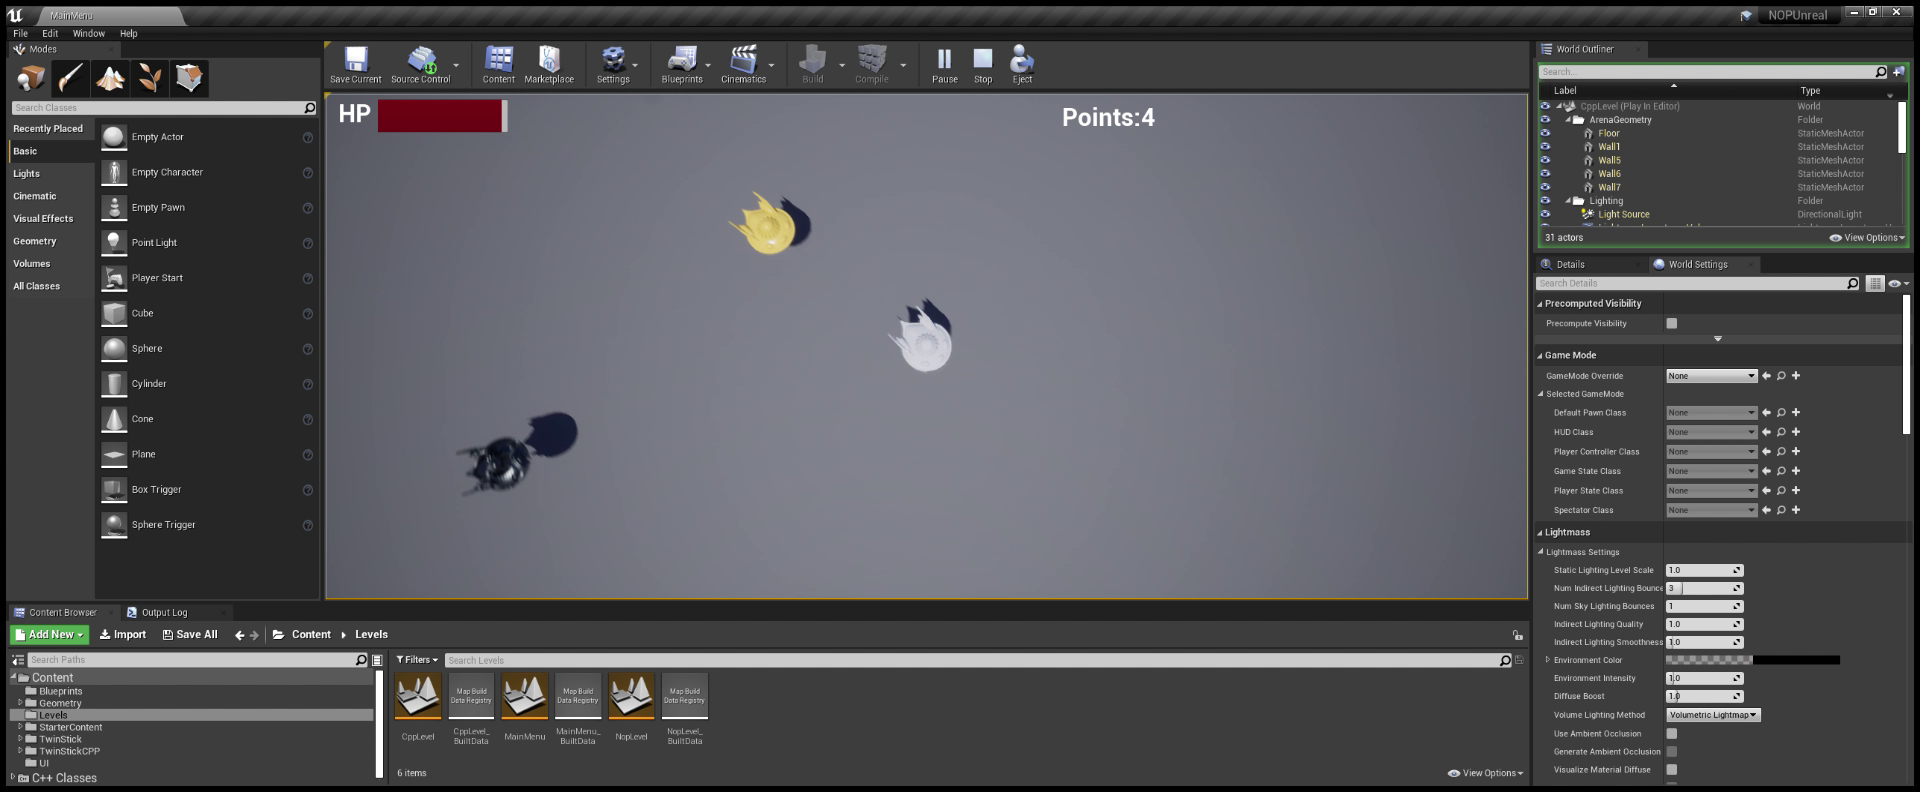 MainMenu
NOPUnreal
File Edit Window Help
Modes
Search Classes
Recently Placed
Basic
Lights
Cinematic
Visual Effects
Geometry
Volumes
All Classes
Empty Actor
Empty Character
Empty Pawn
Point Light
Player Start
Cube
Sphere
Cylinder
Cone
Plane
Box Trigger
Sphere Trigger
Save Current Source Control Content Marketplace Settings Blueprints Cinematics Build Compile Pause Stop Eject
HP
Points:4
World Outliner
Search...
Label Type
CppLevel (Play In Editor) World
ArenaGeometry Folder
Floor StaticMeshActor
Wall1 StaticMeshActor
Wall5 StaticMeshActor
Wall6 StaticMeshActor
Wall7 StaticMeshActor
Lighting Folder
Light Source DirectionalLight
31 actors View Options
Details World Settings
Search Details
Precomputed Visibility
Precompute Visibility
Game Mode
GameMode Override None
Selected GameMode
Default Pawn Class None
HUD Class None
Player Controller Class None
Game State Class None
Player State Class None
Spectator Class None
Lightmass
Lightmass Settings
Static Lighting Level Scale 1.0
Num Indirect Lighting Bounce 3
Num Sky Lighting Bounces 1
Indirect Lighting Quality 1.0
Indirect Lighting Smoothness 1.0
Environment Color
Environment Intensity 1.0
Diffuse Boost 1.0
Volume Lighting Method Volumetric Lightmap
Use Ambient Occlusion
Generate Ambient Occlusion
Visualize Material Diffuse
Content Browser Output Log
Add New Import Save All Content Levels
Search Paths
Content
Blueprints
Geometry
Levels
StarterContent
TwinStick
TwinStickCPP
UI
C++ Classes
Filters Search Levels
Map Build
Data Registry
Map Build
Data Registry
Map Build
Data Registry
CppLevel
CppLevel_
BuiltData
MainMenu
MainMenu_
BuiltData
NopLevel
NopLevel_
BuiltData
6 items View Options